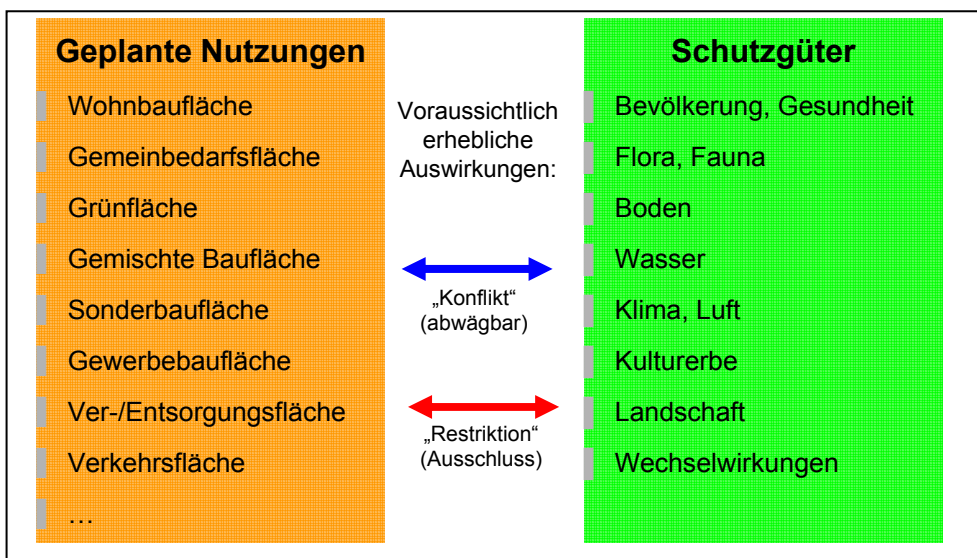 Geplante Nutzungen
Wohnbaufläche
Gemeinbedarfsfläche
Grünfläche
Gemischte Baufläche
Sonderbaufläche
Gewerbebaufläche
Ver-/Entsorgungsfläche
Verkehrsfläche
…
Voraussichtlich
erhebliche
Auswirkungen:
„Konflikt“
(abwägbar)
„Restriktion“
(Ausschluss)
Schutzgüter
Bevölkerung, Gesundheit
Flora, Fauna
Boden
Wasser
Klima, Luft
Kulturerbe
Landschaft
Wechselwirkungen